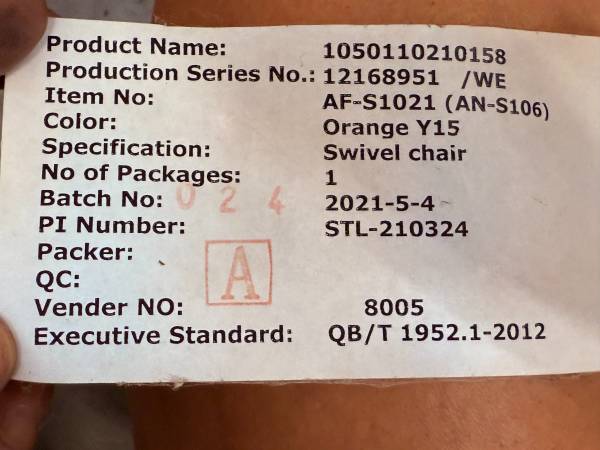 Product Name: 1050110210158
Production Series No.: 12168951 /WE
Item No: AF-S1021 (AN-S106)
Color: Orange Y15
Specification: Swivel chair
No of Packages: 1
Batch No: 024 2021-5-4
PI Number: STL-210324
Packer:
QC: A
Vender NO: 8005
Executive Standard: QB/T 1952.1-2012